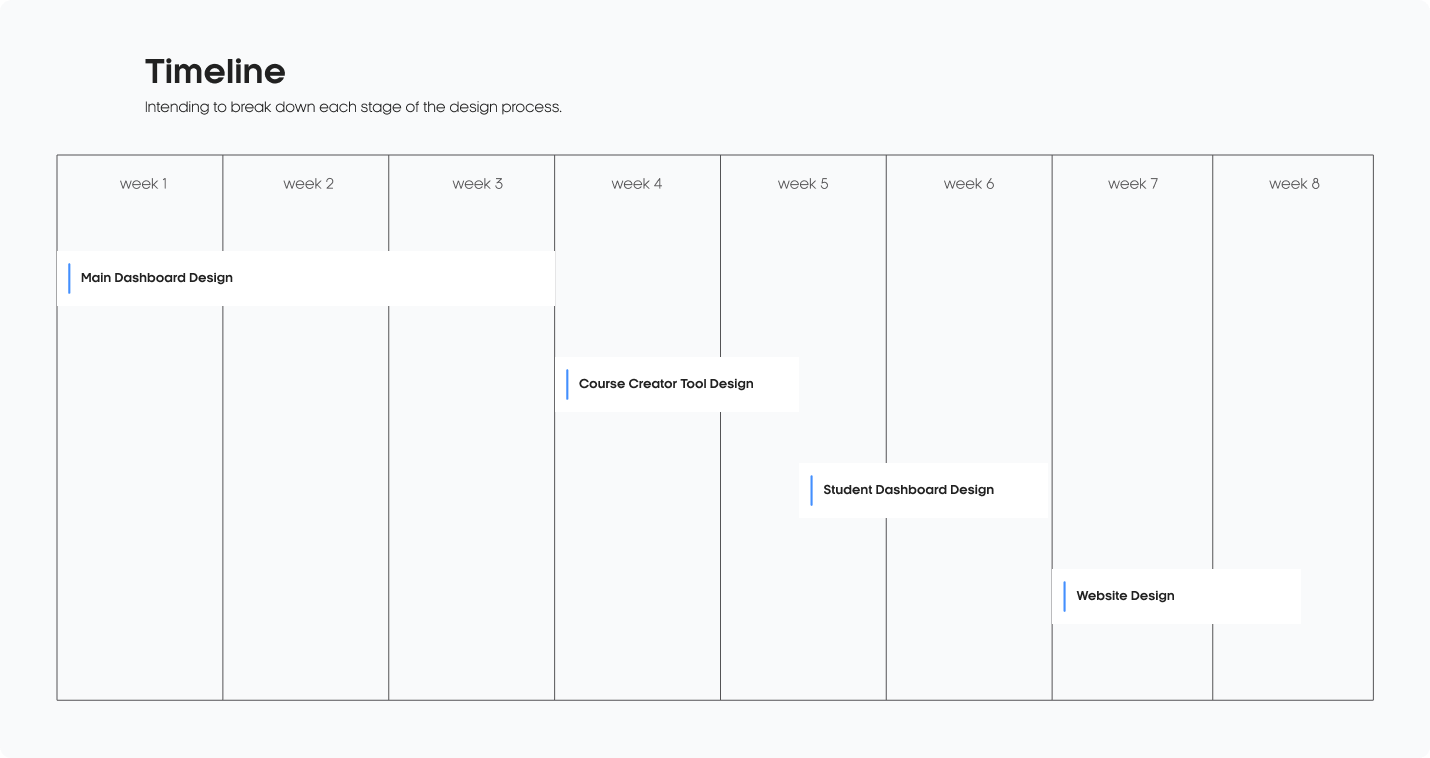 Timeline
Intending to break down each stage of the design process.
week 1
week 2
week 3
week 4
week 5
week 6
week 7
week 8
Main Dashboard Design
Course Creator Tool Design
Student Dashboard Design
Website Design